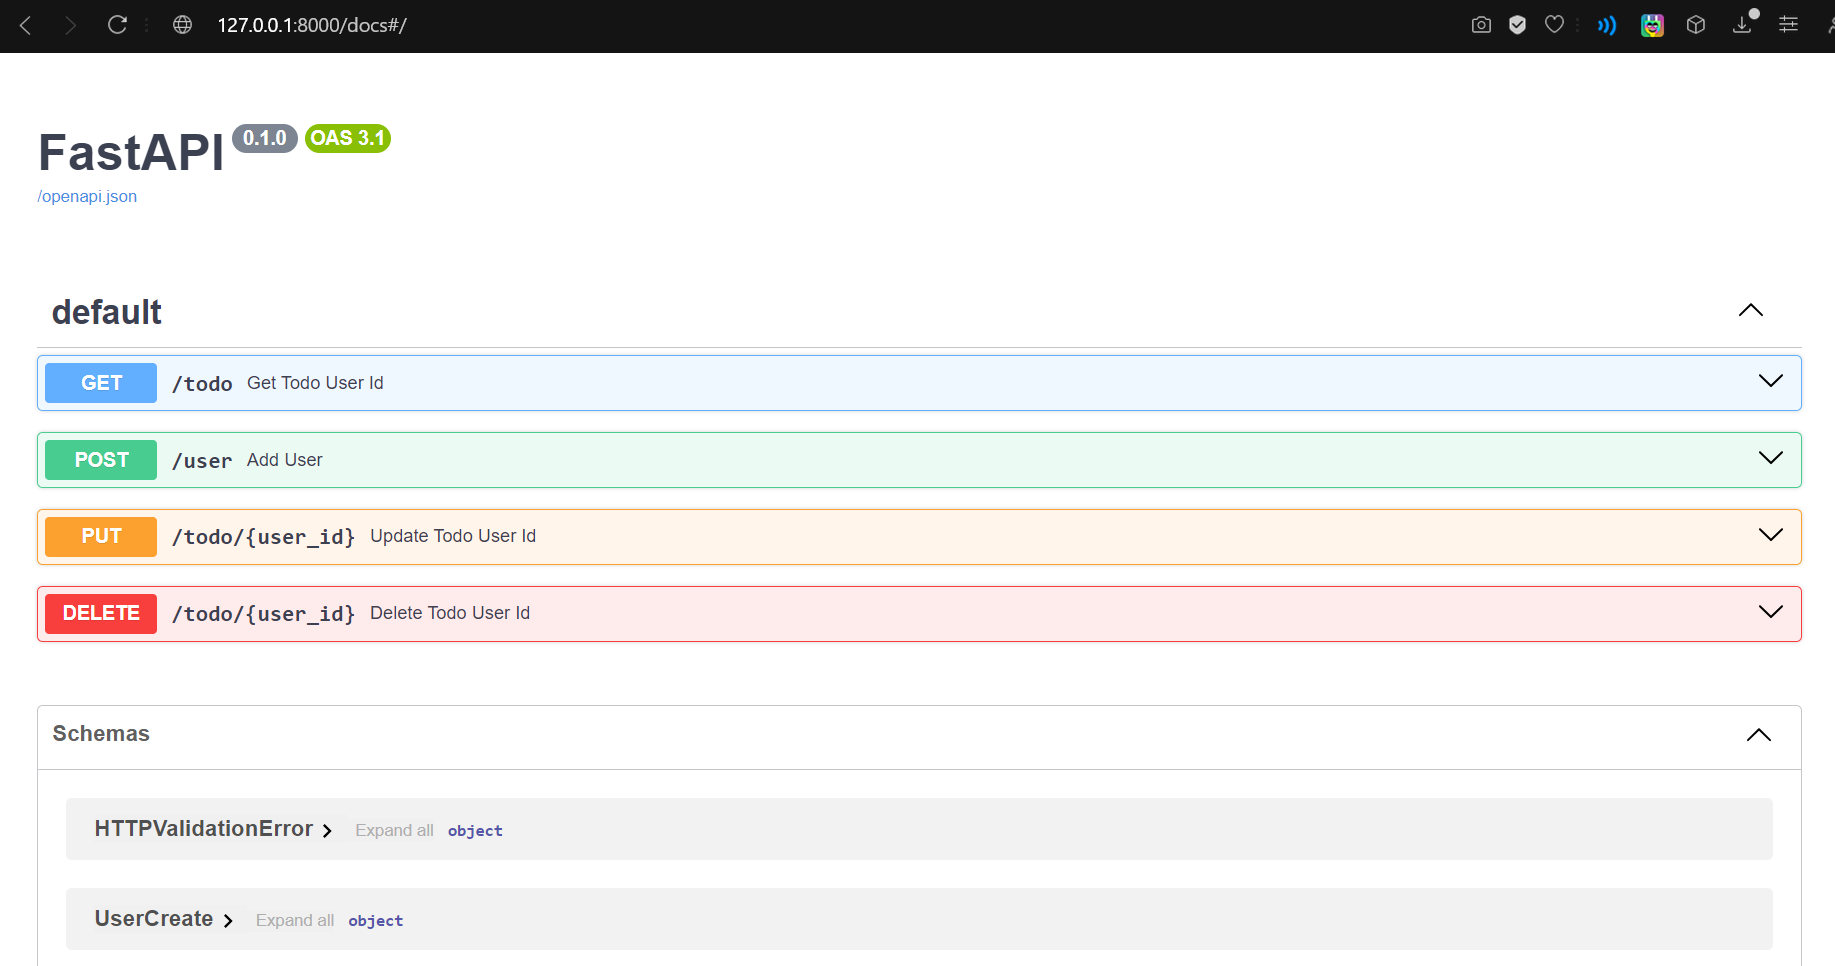 127.0.0.1:8000/docs#/
FastAPI 0.1.0 OAS 3.1
/openapi.json
default
GET /todo Get Todo User Id
POST /user Add User
PUT /todo/{user_id} Update Todo User Id
DELETE /todo/{user_id} Delete Todo User Id
Schemas
HTTPValidationError Expand all object
UserCreate Expand all object